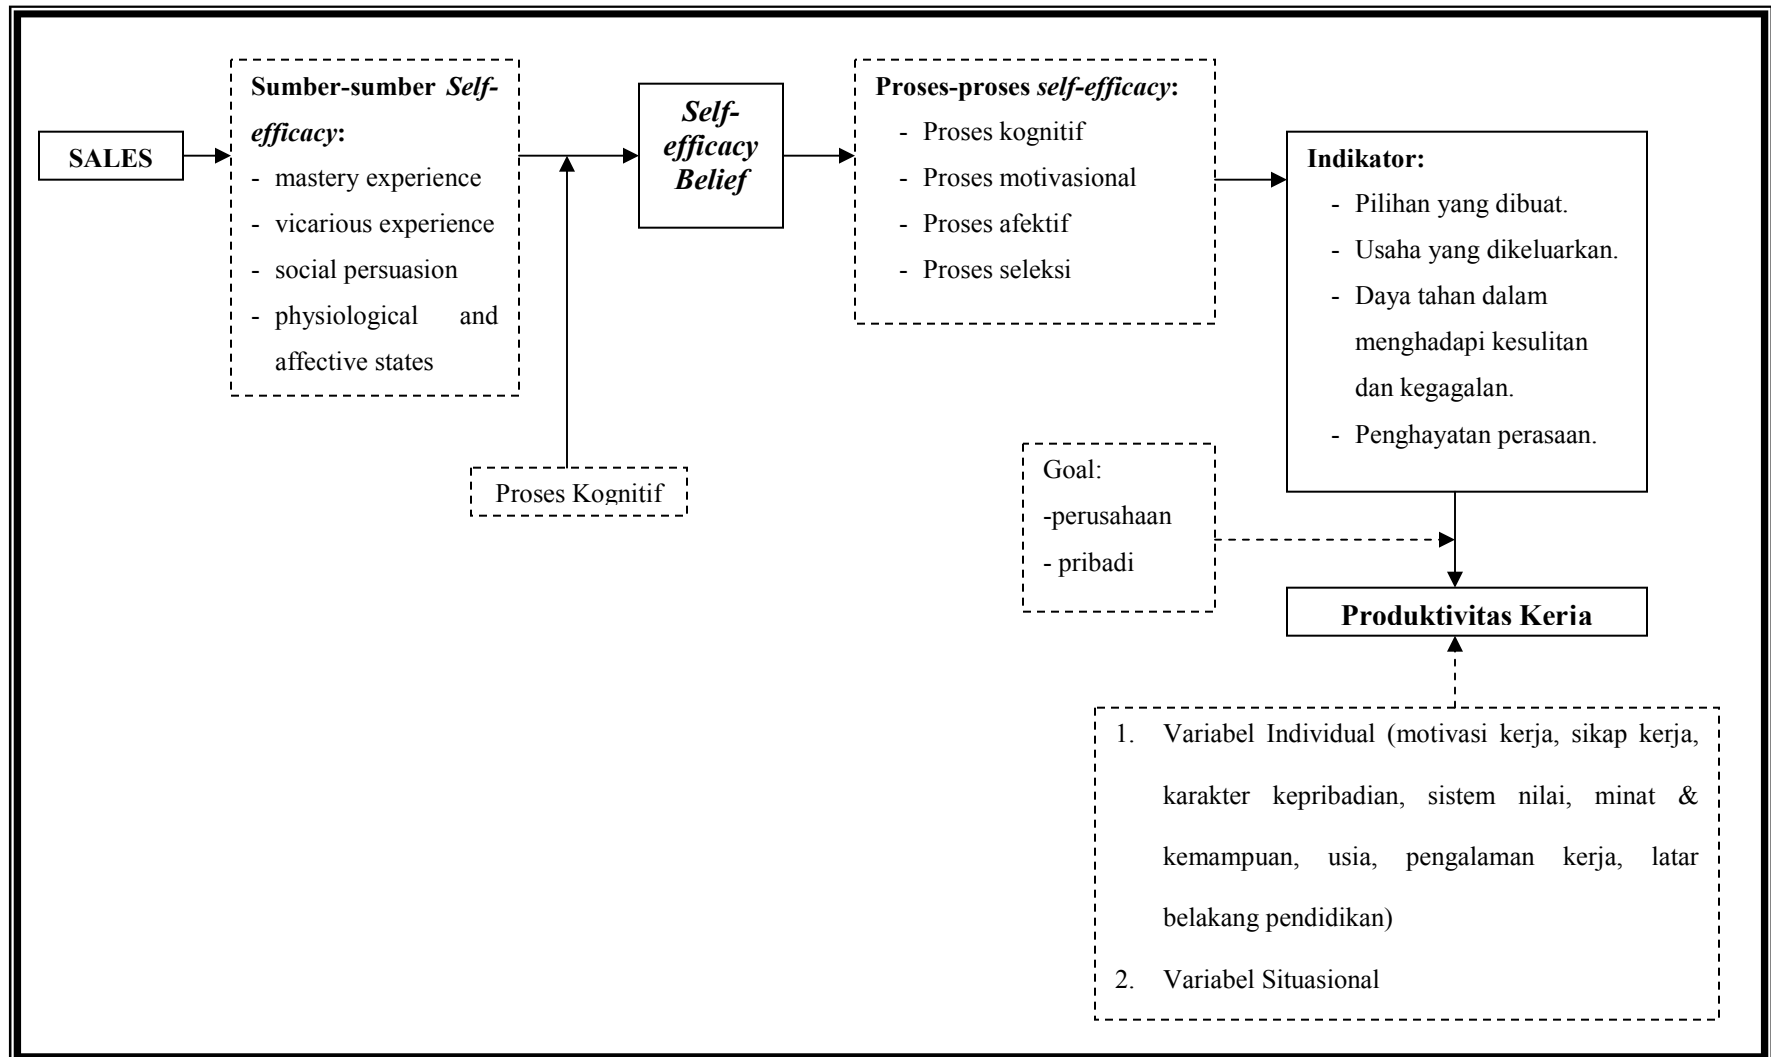 SALES
Sumber-sumber Self-
efficacy:
- mastery experience
- vicarious experience
- social persuasion
- physiological and
affective states
Proses Kognitif
Self-
efficacy
Belief
Proses-proses self-efficacy:
- Proses kognitif
- Proses motivasional
- Proses afektif
- Proses seleksi
Indikator:
- Pilihan yang dibuat.
- Usaha yang dikeluarkan.
- Daya tahan dalam
menghadapi kesulitan
dan kegagalan.
- Penghayatan perasaan.
Goal:
-perusahaan
- pribadi
Produktivitas Kerja
1. Variabel Individual (motivasi kerja, sikap kerja,
karakter kepribadian, sistem nilai, minat &
kemampuan, usia, pengalaman kerja, latar
belakang pendidikan)
2. Variabel Situasional